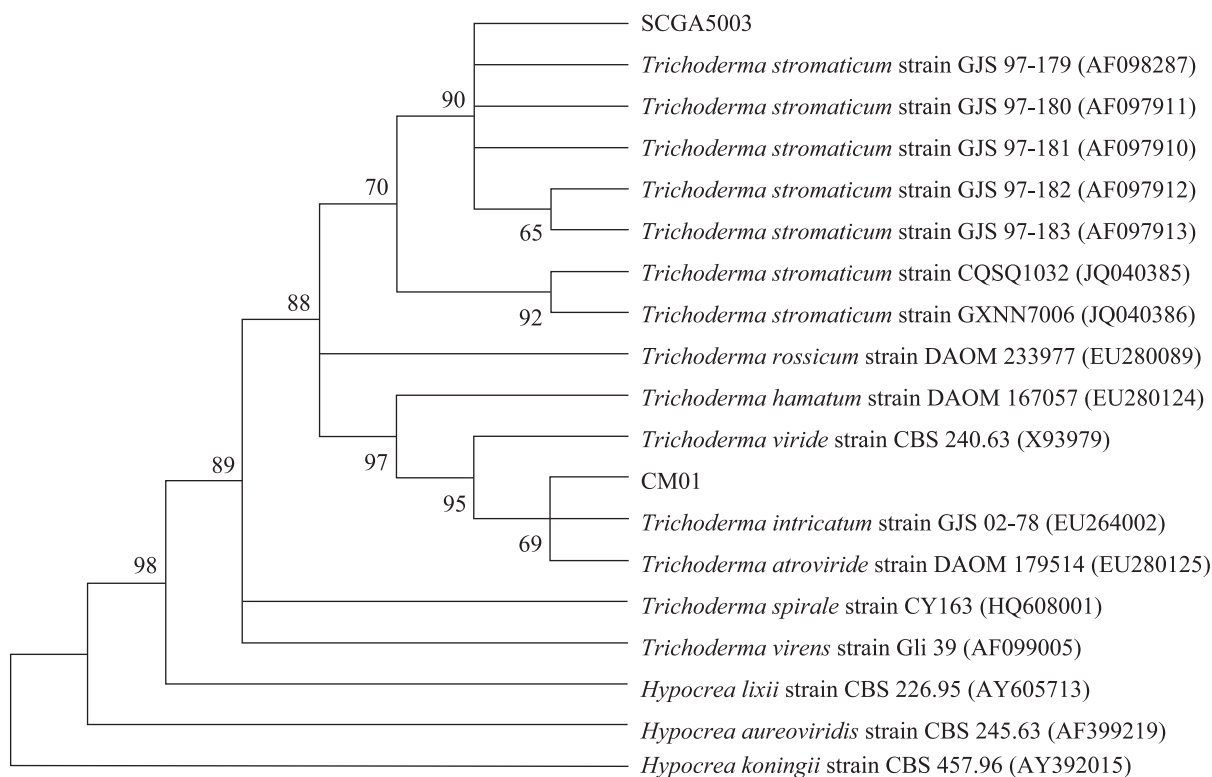 SCGA5003
Trichoderma stromaticum strain GJS 97-179 (AF098287)
90
Trichoderma stromaticum strain GJS 97-180 (AF097911)
Trichoderma stromaticum strain GJS 97-181 (AF097910)
70
Trichoderma stromaticum strain GJS 97-182 (AF097912)
65
Trichoderma stromaticum strain GJS 97-183 (AF097913)
Trichoderma stromaticum strain CQSQ1032 (JQ040385)
88
92
Trichoderma stromaticum strain GXNN7006 (JQ040386)
Trichoderma rossicum strain DAOM 233977 (EU280089)
Trichoderma hamatum strain DAOM 167057 (EU280124)
Trichoderma viride strain CBS 240.63 (X93979)
89
97
CM01
95
Trichoderma intricatum strain GJS 02-78 (EU264002)
69
Trichoderma atroviride strain DAOM 179514 (EU280125)
98
Trichoderma spirale strain CY163 (HQ608001)
Trichoderma virens strain Gli 39 (AF099005)
Hypocrea lixii strain CBS 226.95 (AY605713)
Hypocrea aureoviridis strain CBS 245.63 (AF399219)
Hypocrea koningii strain CBS 457.96 (AY392015)